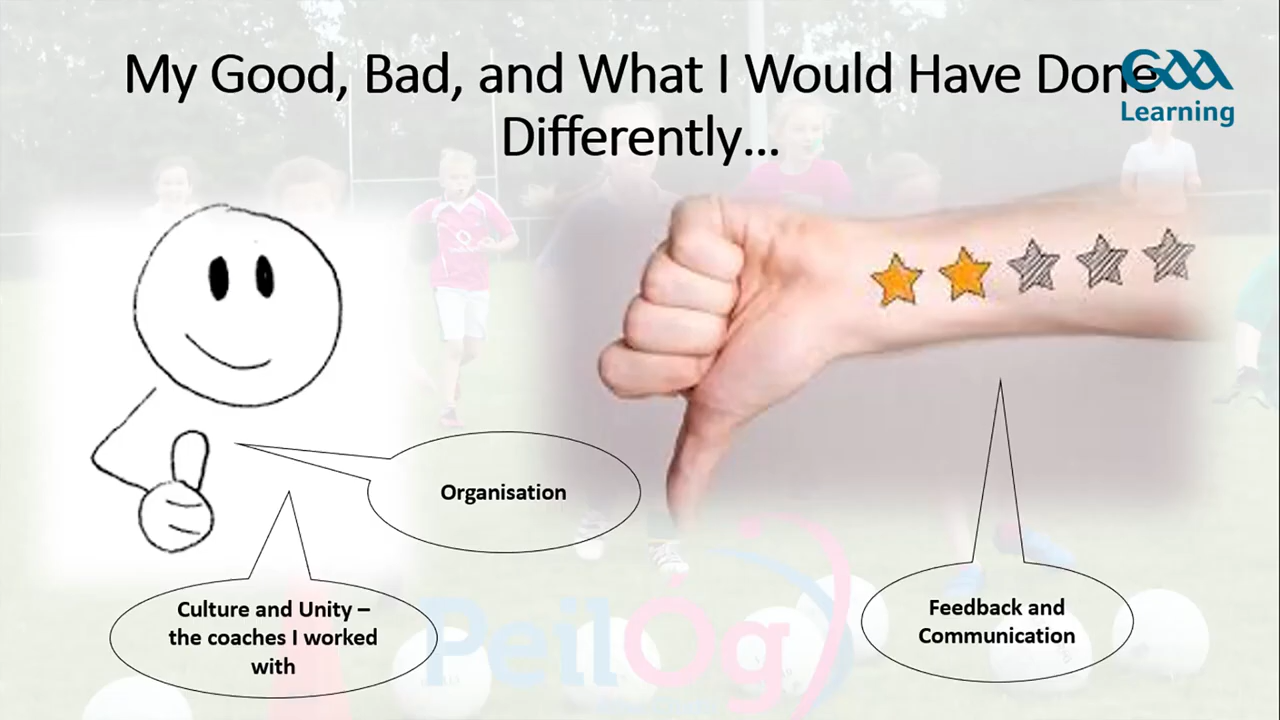 My Good, Bad, and What I Would Have Done
Differently...
GAA
Learning
Organisation
Culture and Unity –
the coaches I worked
with
Feedback and
Communication
PeilÓg